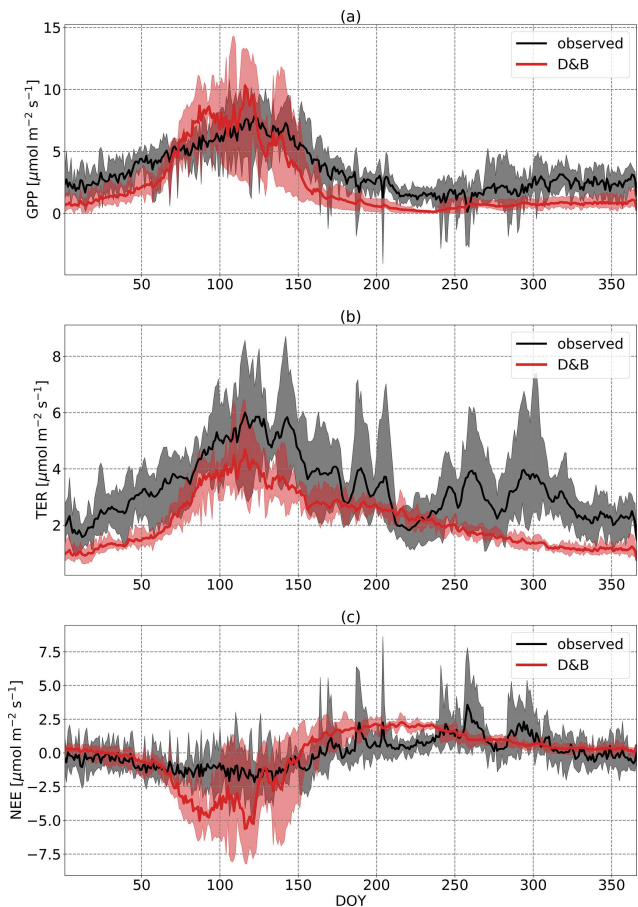 (a)
15
10
5
0
GPP [μmol m⁻² s⁻¹]
observed
D&B
50 100 150 200 250 300 350
(b)
8
6
4
2
TER [μmol m⁻² s⁻¹]
observed
D&B
50 100 150 200 250 300 350
(c)
7.5
5.0
2.5
0.0
−2.5
−5.0
−7.5
NEE [μmol m⁻² s⁻¹]
observed
D&B
50 100 150 200 250 300 350
DOY